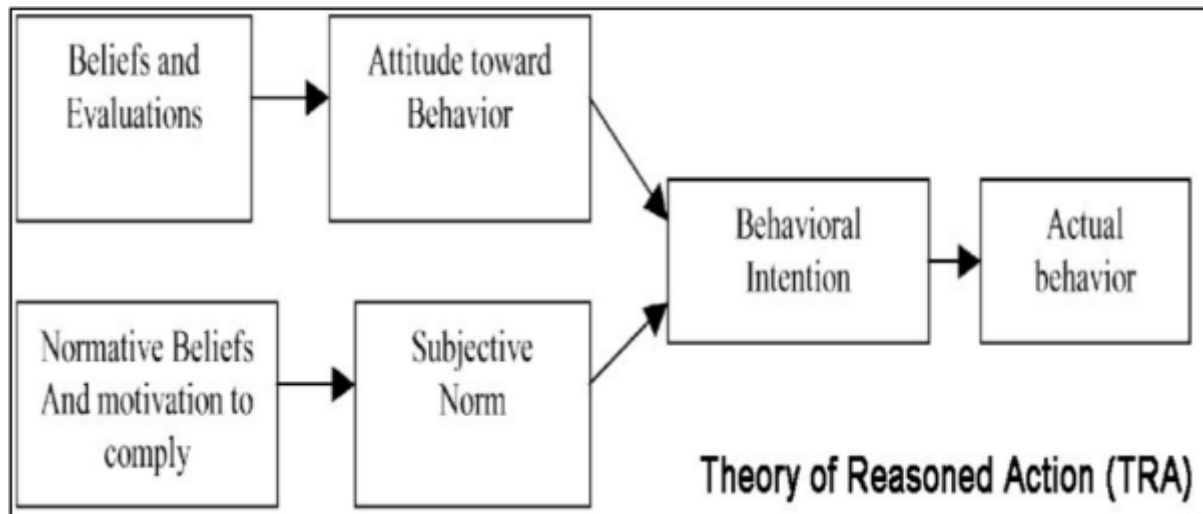 Beliefs and
Evaluations
Attitude toward
Behavior
Normative Beliefs
And motivation to
comply
Subjective
Norm
Behavioral
Intention
Actual
behavior
Theory of Reasoned Action (TRA)